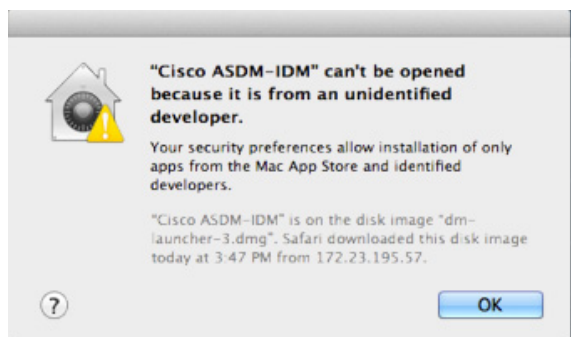 "Cisco ASDM-IDM" can't be opened
because it is from an unidentified
developer.
Your security preferences allow installation of only
apps from the Mac App Store and identified
developers.
"Cisco ASDM-IDM" is on the disk image "dm-
launcher-3.dmg". Safari downloaded this disk image
today at 3:47 PM from 172.23.195.57.
?
OK